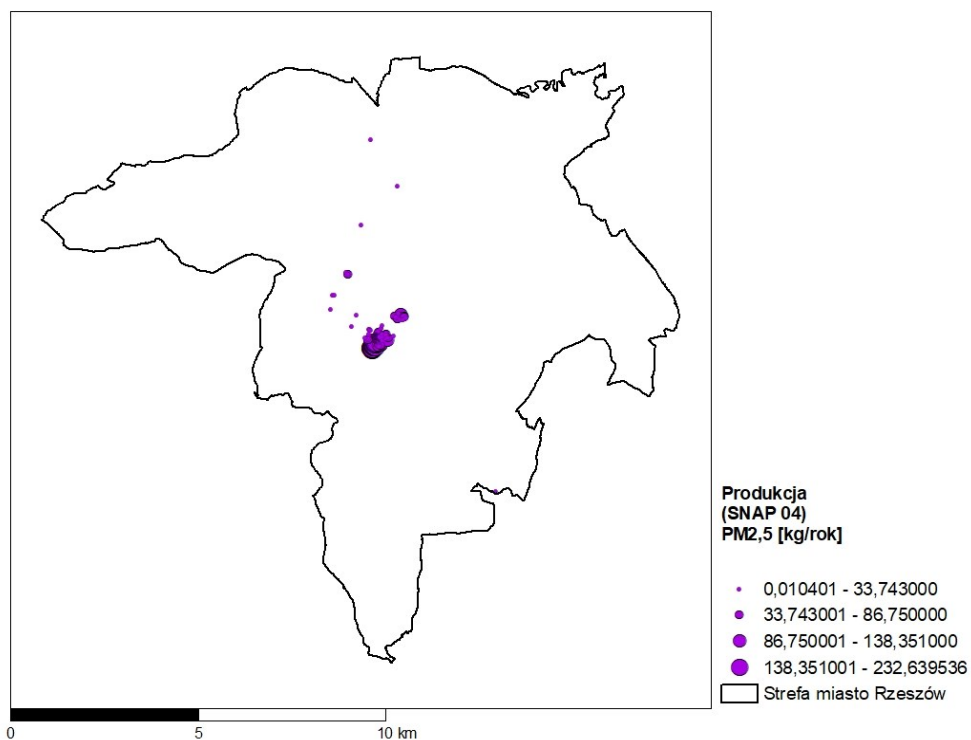 Produkcja
(SNAP 04)
PM2,5 [kg/rok]
0,010401 - 33,743000
33,743001 - 86,750000
86,750001 - 138,351000
138,351001 - 232,639536
Strefa miasto Rzeszów
0 5 10 km